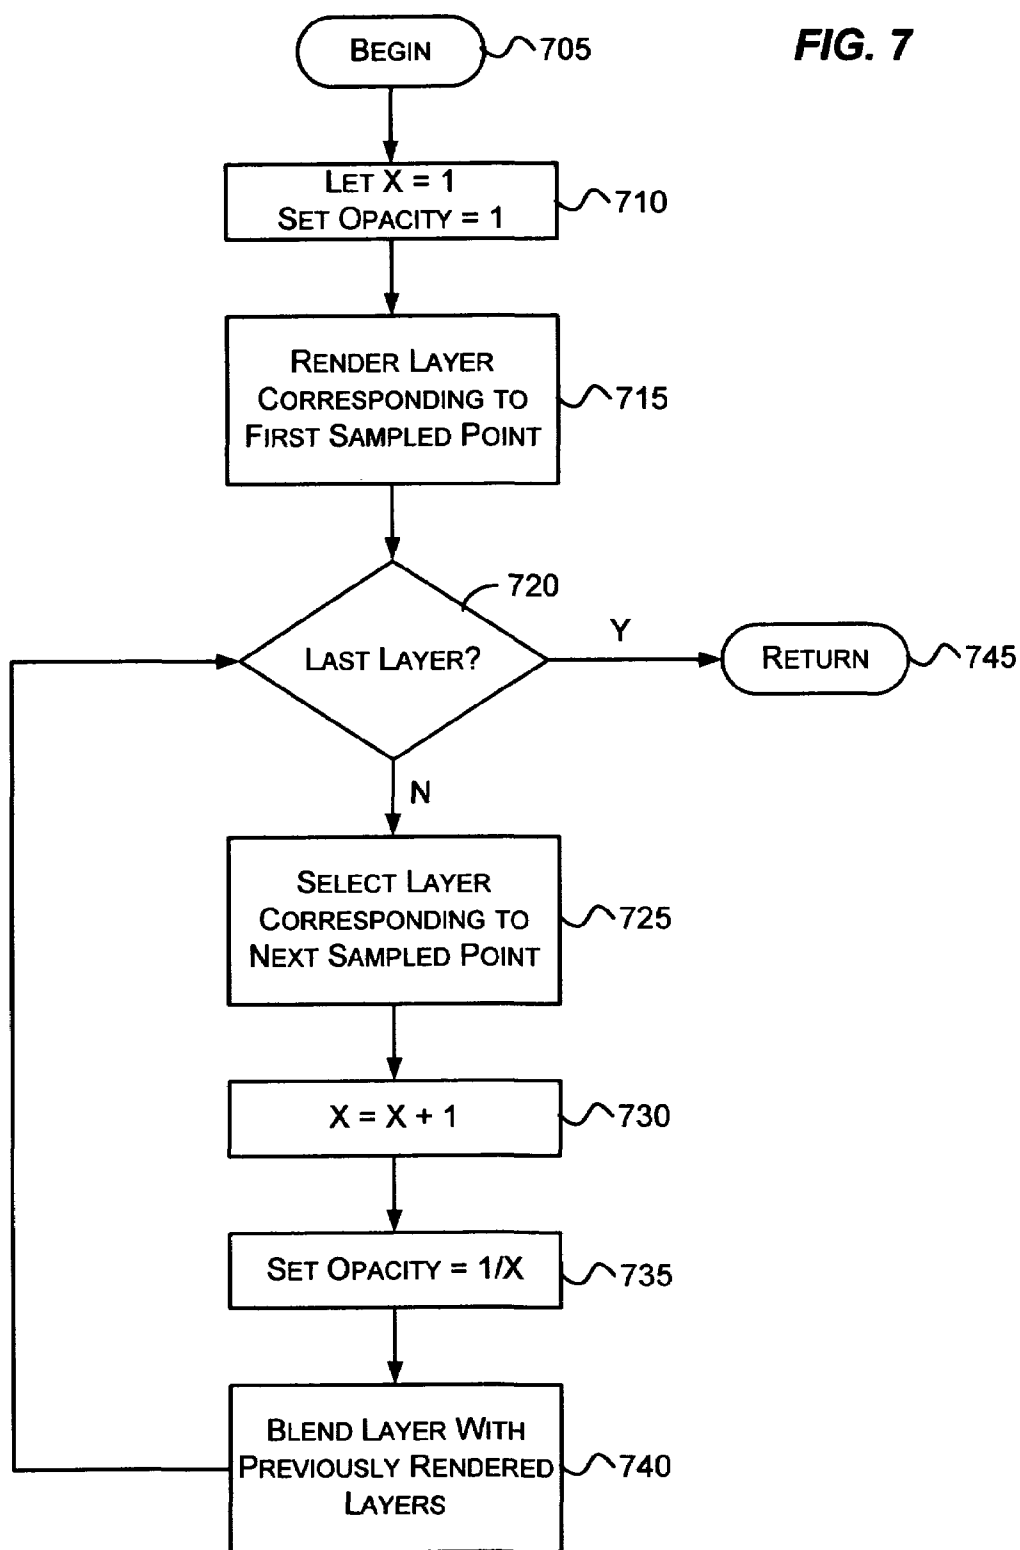 FIG. 7
BEGIN
705
LET X = 1
SET OPACITY = 1
710
RENDER LAYER
CORRESPONDING TO
FIRST SAMPLED POINT
715
720
LAST LAYER?
Y
RETURN
745
N
SELECT LAYER
CORRESPONDING TO
NEXT SAMPLED POINT
725
X = X + 1
730
SET OPACITY = 1/X
735
BLEND LAYER WITH
PREVIOUSLY RENDERED
LAYERS
740